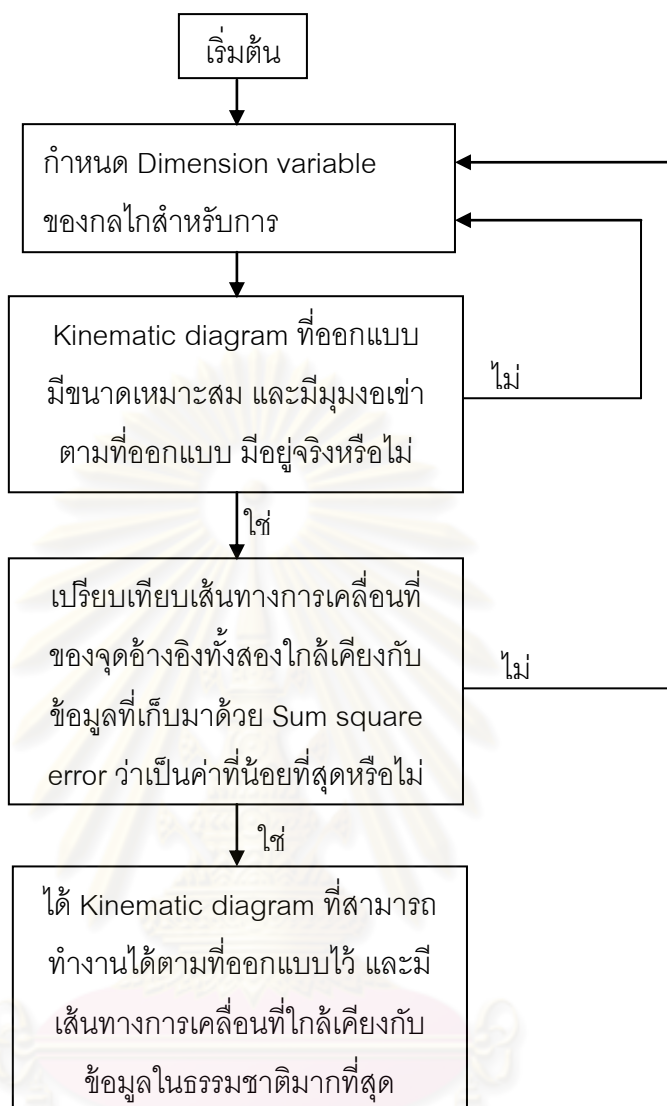 เริ่มต้น
กำหนด Dimension variable
ของกลไกสำหรับการ
Kinematic diagram ที่ออกแบบ
มีขนาดเหมาะสม และมีมุมงอเข่า
ตามที่ออกแบบ มีอยู่จริงหรือไม่
ไม่
ใช่
เปรียบเทียบเส้นทางการเคลื่อนที่
ของจุดอ้างอิงทั้งสองใกล้เคียงกับ
ข้อมูลที่เก็บมาด้วย Sum square
error ว่าเป็นค่าที่น้อยที่สุดหรือไม่
ไม่
ใช่
ได้ Kinematic diagram ที่สามารถ
ทำงานได้ตามที่ออกแบบไว้ และมี
เส้นทางการเคลื่อนที่ใกล้เคียงกับ
ข้อมูลในธรรมชาติมากที่สุด